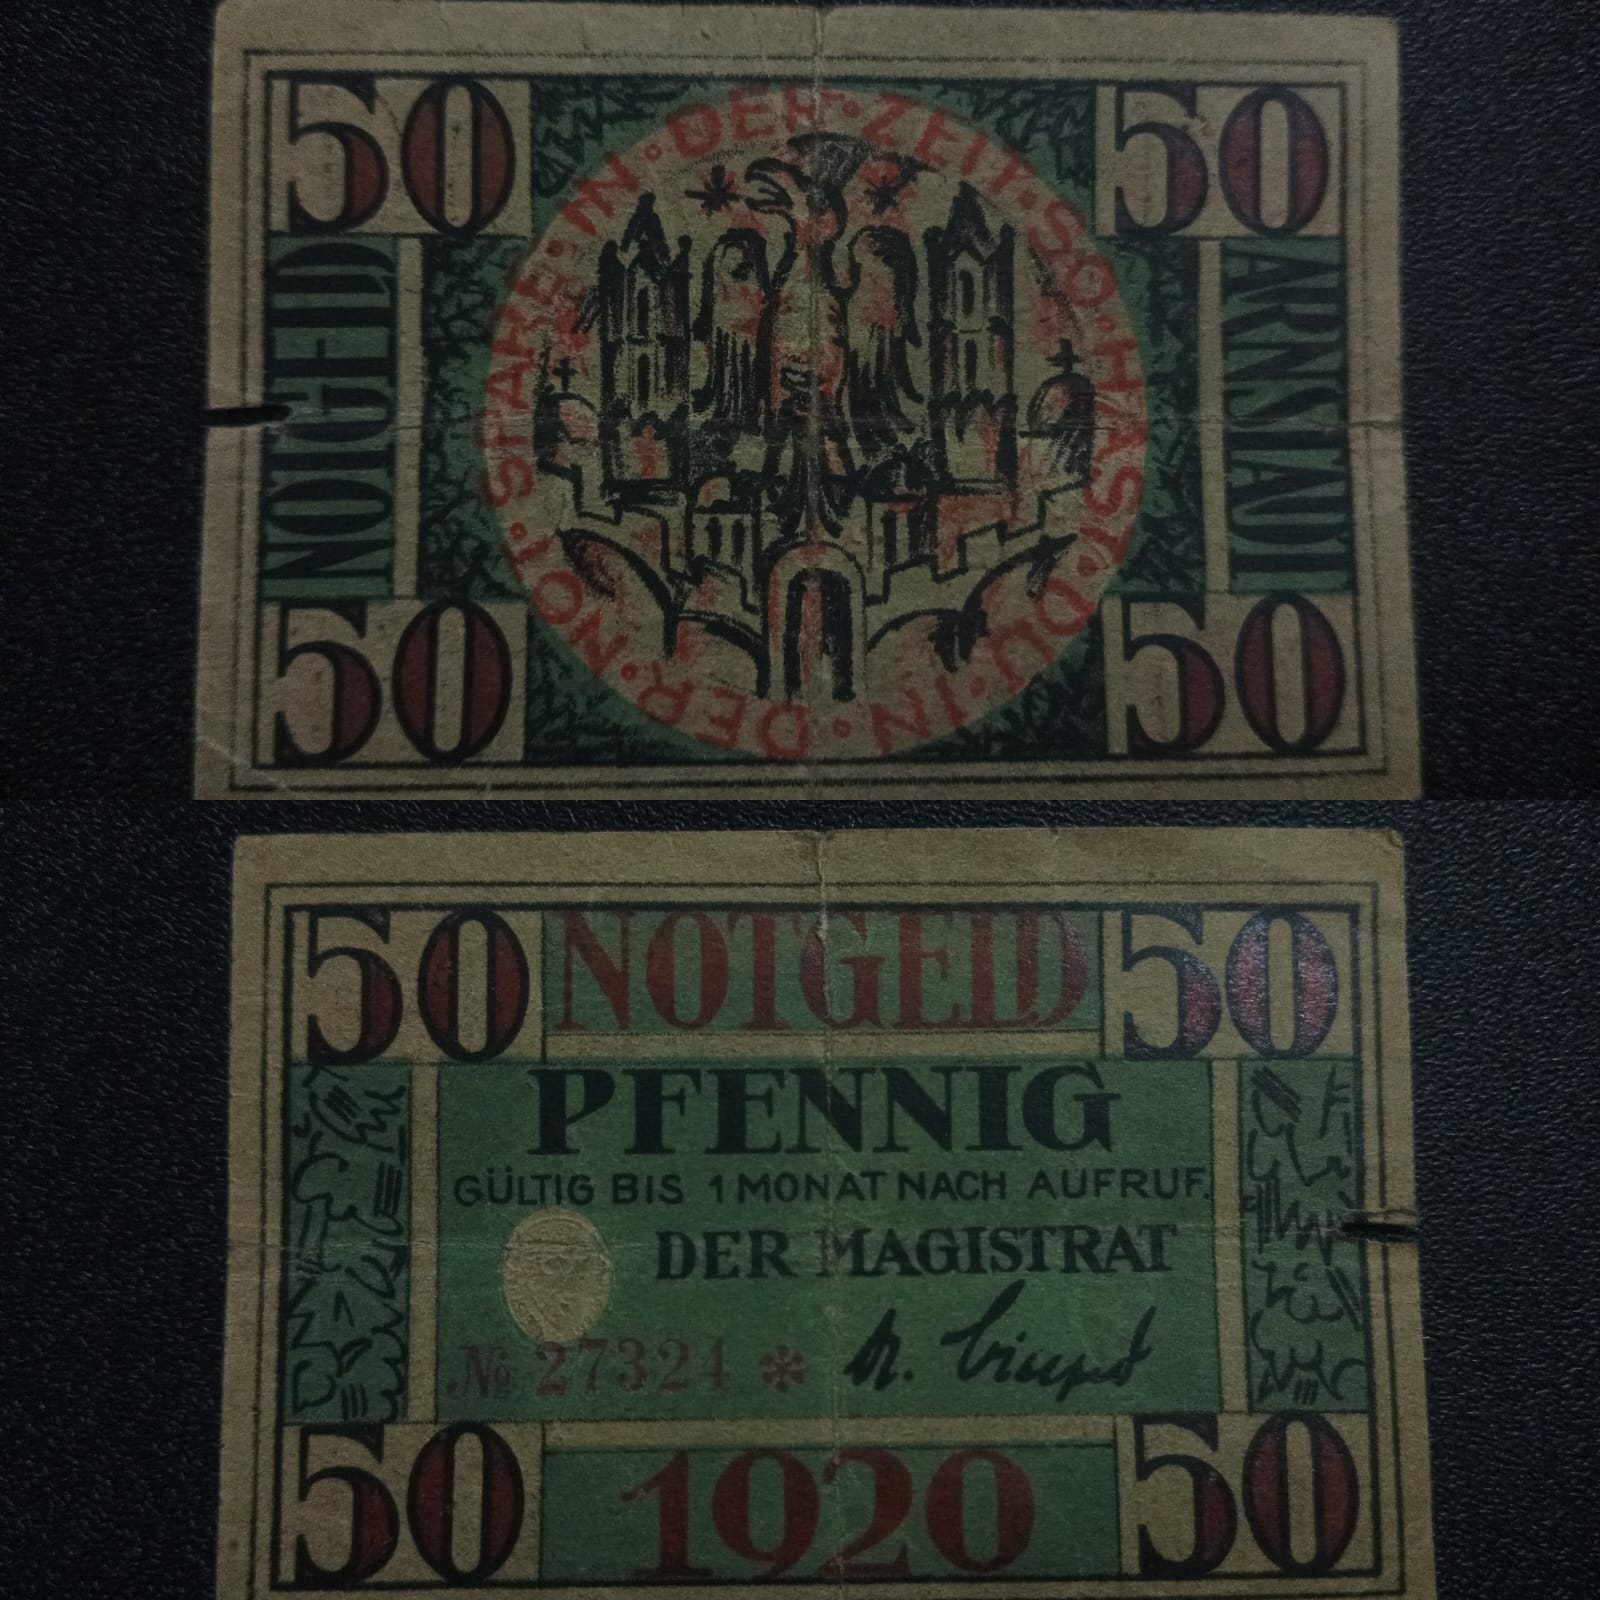 50
50
NOTGELD
SPARE·IN·DER·ZEIT·SO·HAST·DU·IN·DER·NOT·
ARNSTADT
50
50
50
NOTGELD
50
PFENNIG
GÜLTIG BIS 1 MONAT NACH AUFRUF.
DER MAGISTRAT
№ 27324 *
50
1920
50